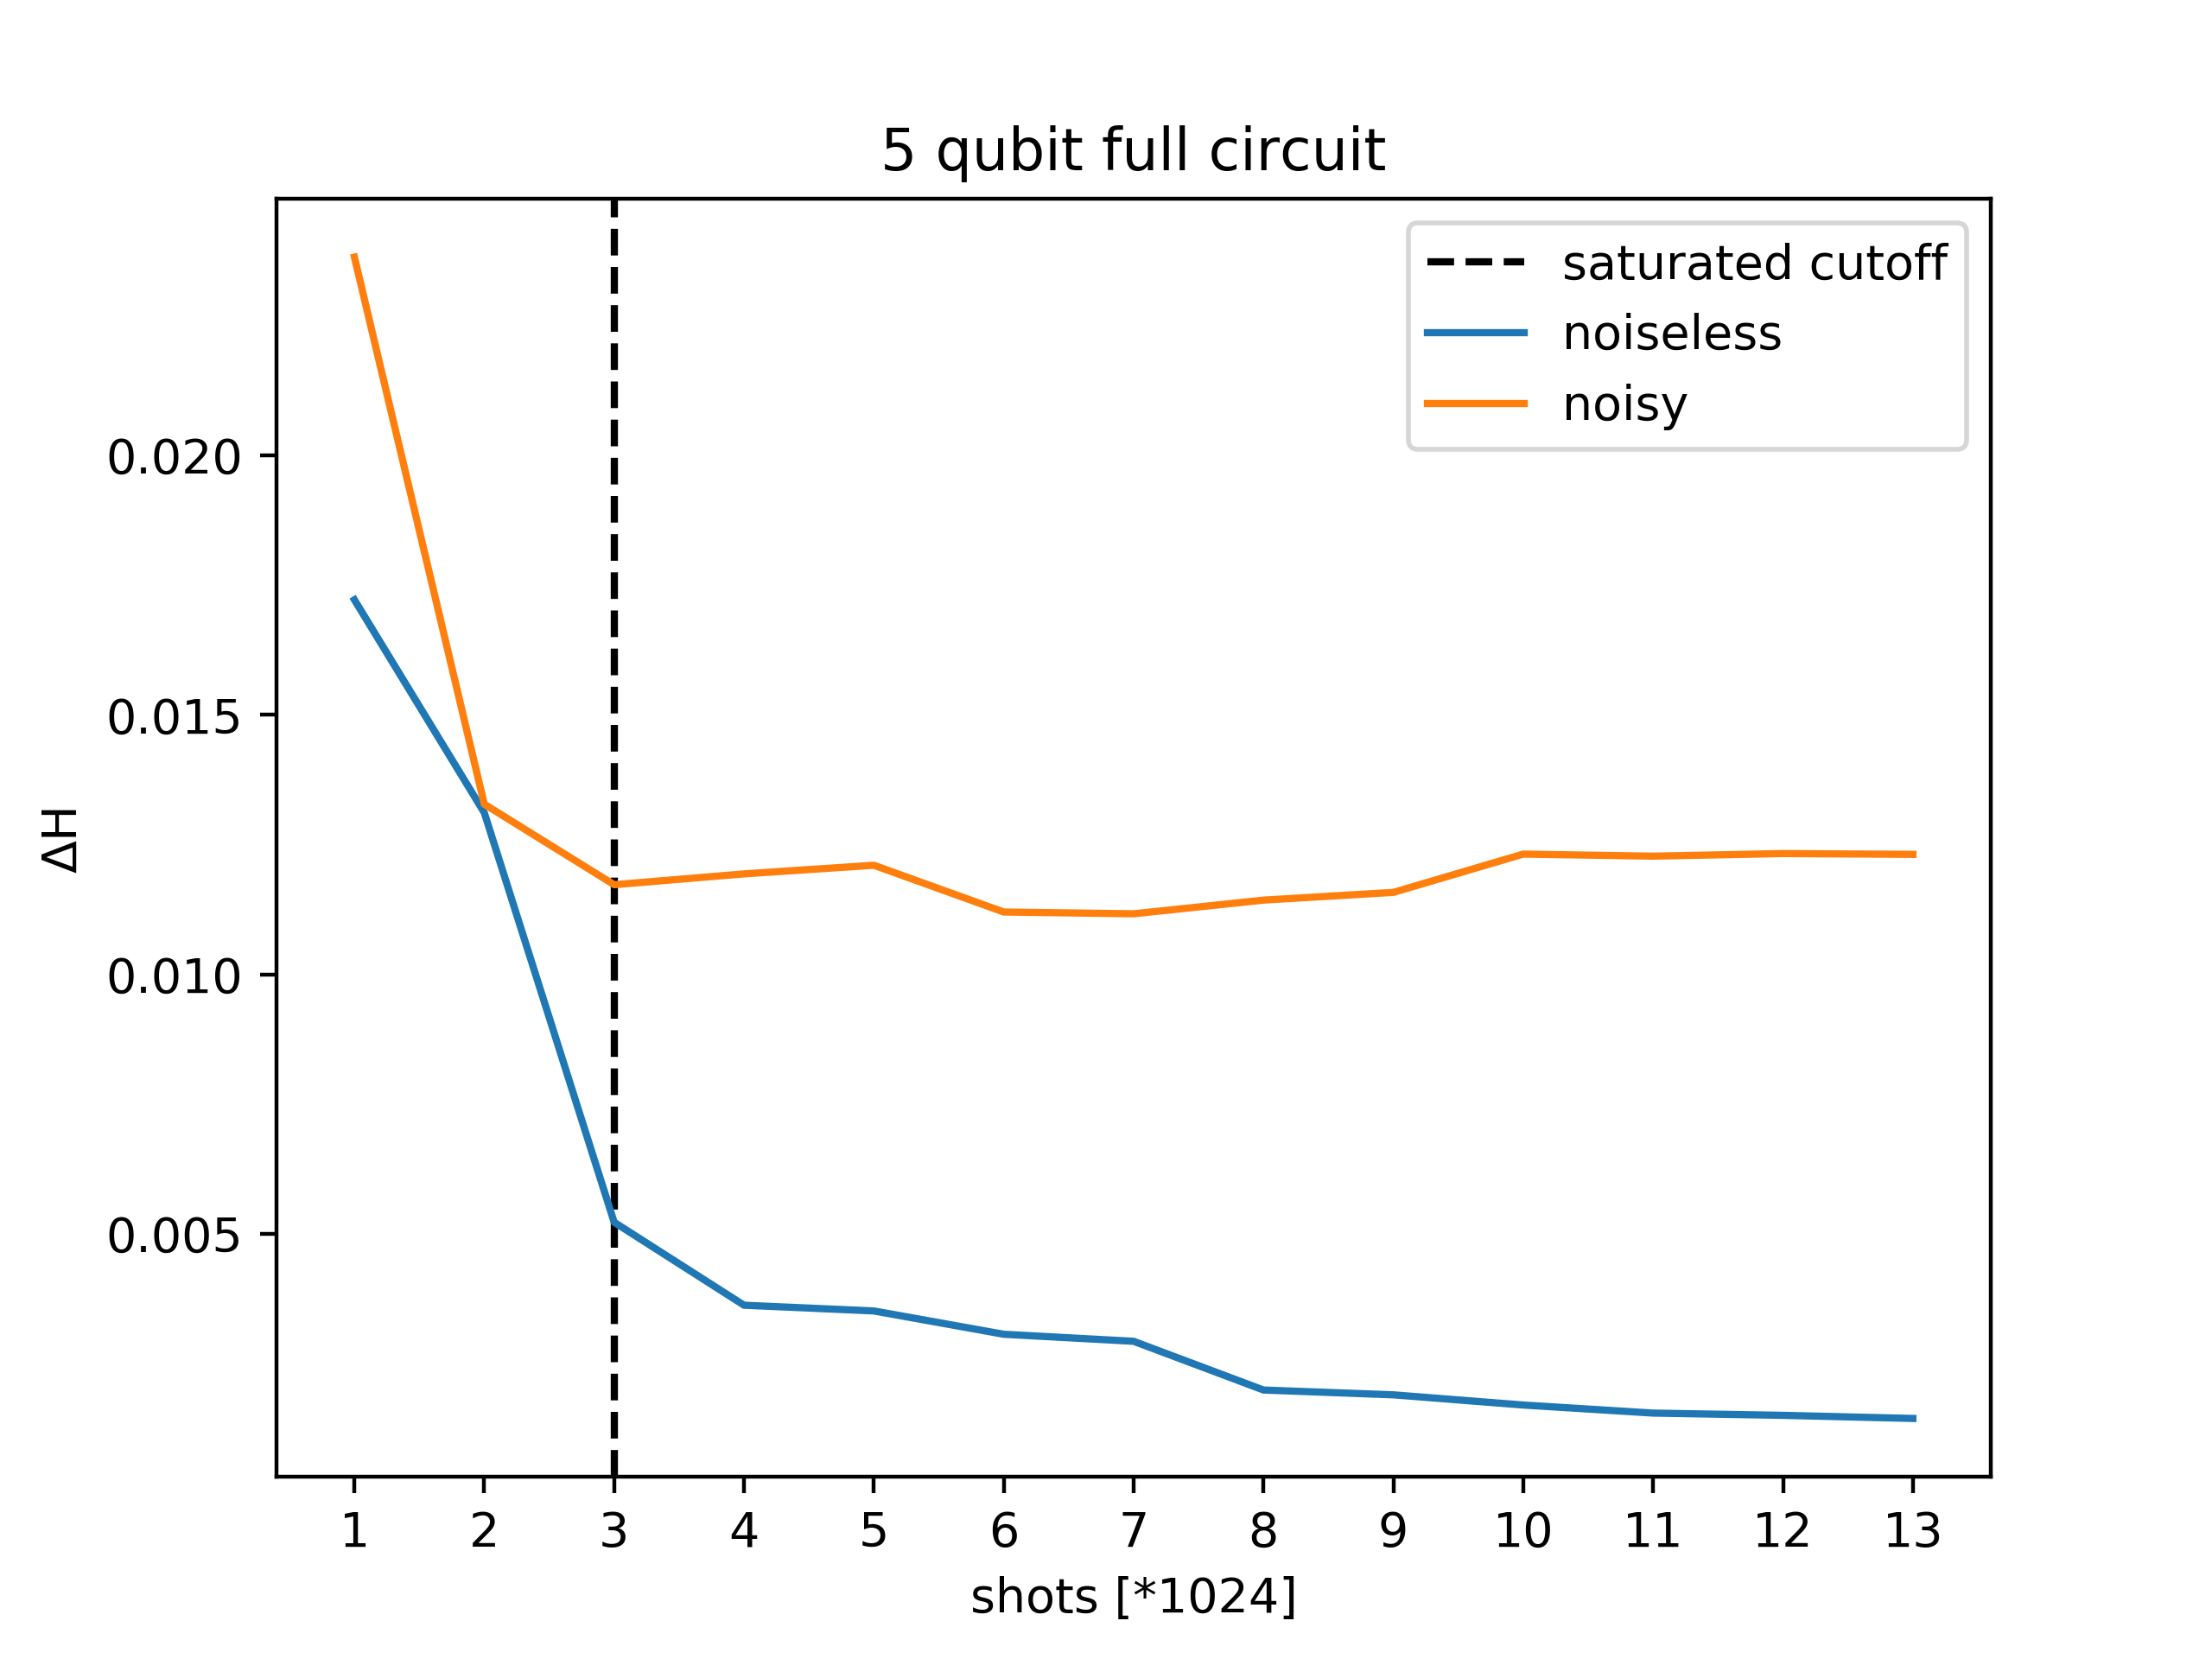 5 qubit full circuit
saturated cutoff
noiseless
noisy
0.020
0.015
0.010
0.005
ΔH
1 2 3 4 5 6 7 8 9 10 11 12 13
shots [*1024]